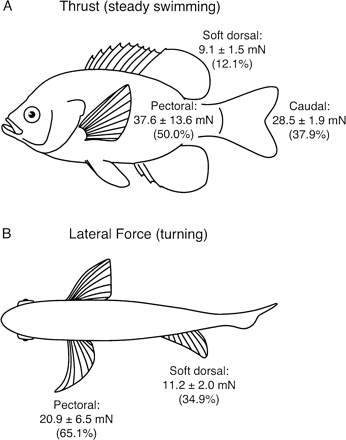 A Thrust (steady swimming)
Soft dorsal:
9.1 ± 1.5 mN
(12.1%)
Pectoral:
37.6 ± 13.6 mN
(50.0%)
Caudal:
28.5 ± 1.9 mN
(37.9%)
B Lateral Force (turning)
Soft dorsal:
11.2 ± 2.0 mN
(34.9%)
Pectoral:
20.9 ± 6.5 mN
(65.1%)